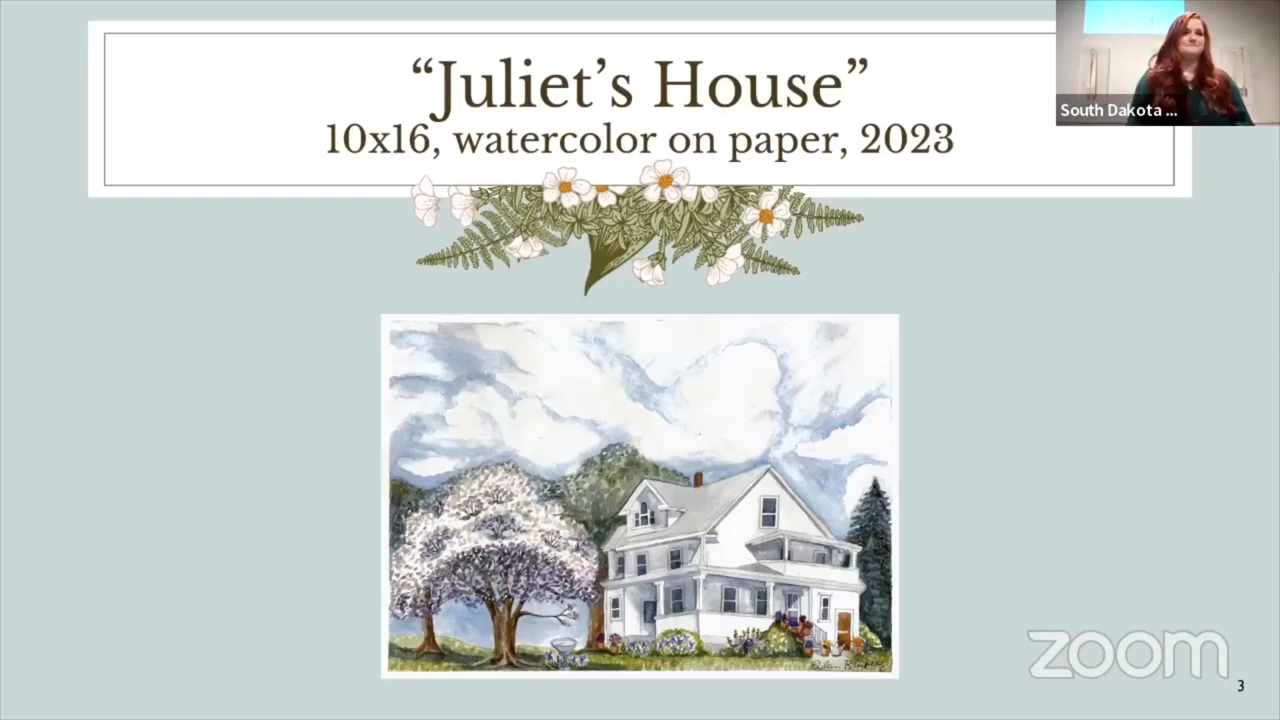 “Juliet’s House”
10x16, watercolor on paper, 2023
South Dakota ...
zoom
3